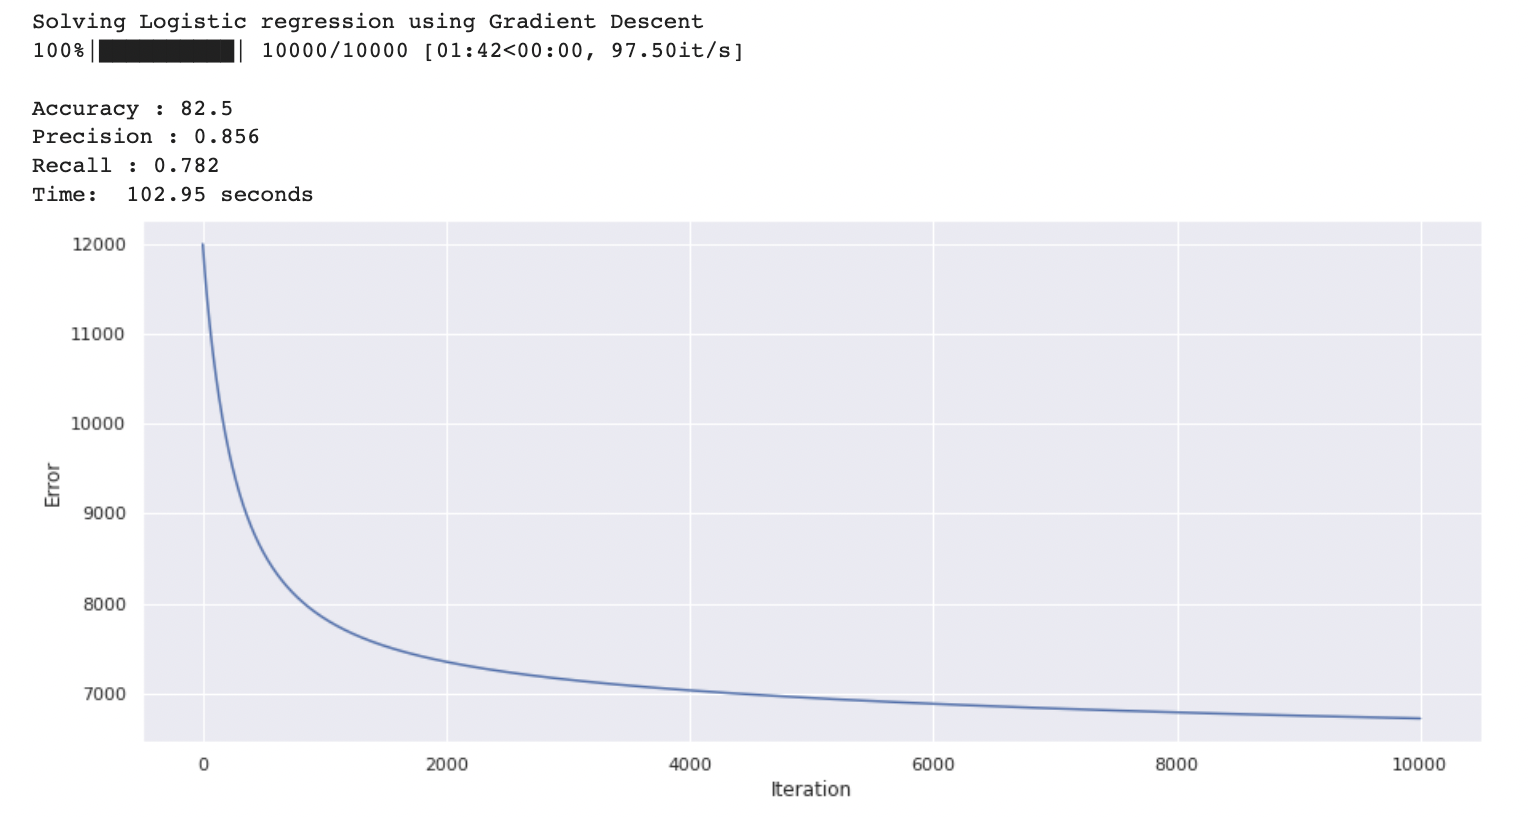 Solving Logistic regression using Gradient Descent
100%|██████████| 10000/10000 [01:42<00:00, 97.50it/s]
Accuracy : 82.5
Precision : 0.856
Recall : 0.782
Time:  102.95 seconds
12000
11000
10000
9000
8000
7000
Error
0 2000 4000 6000 8000 10000
Iteration